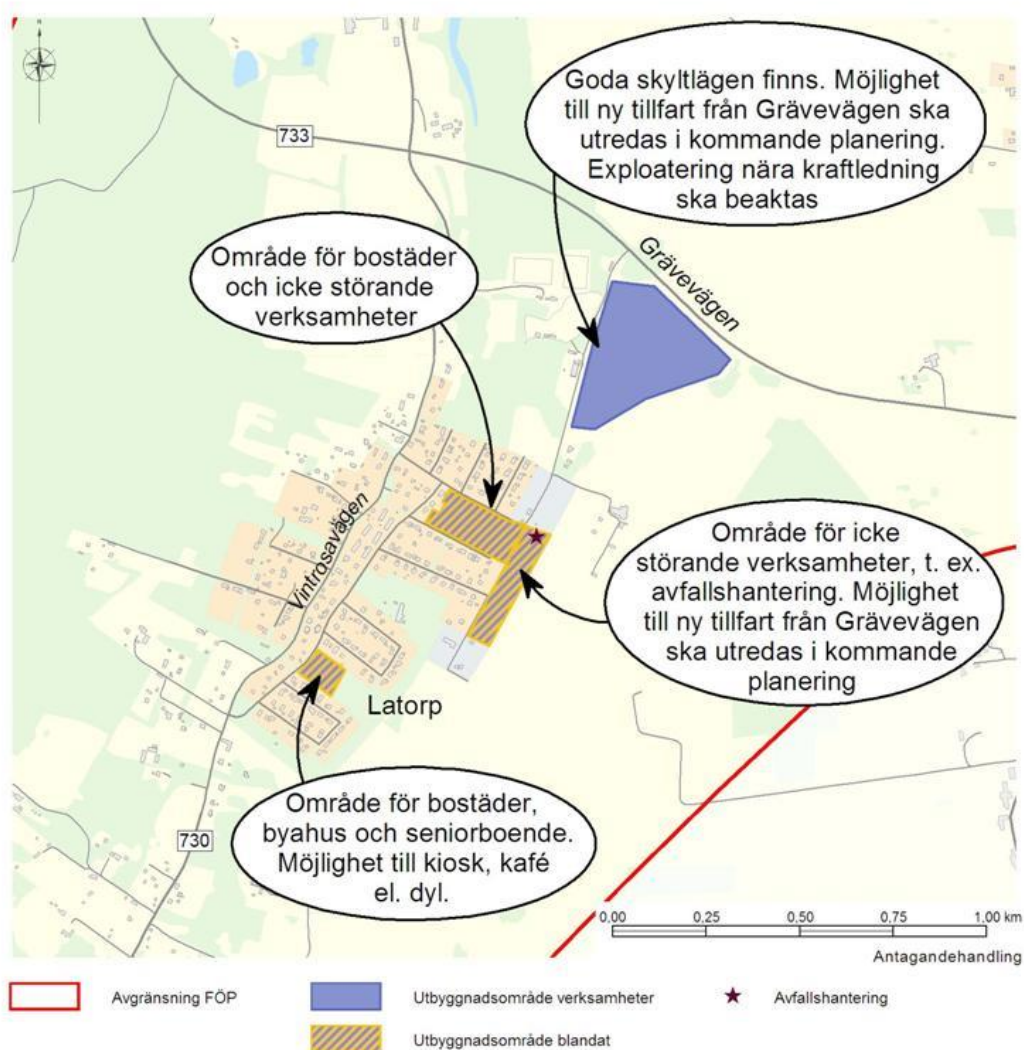 Goda skyltlägen finns. Möjlighet
till ny tillfart från Grävevägen ska
utredas i kommande planering.
Exploatering nära kraftledning
ska beaktas
733
Grävevägen
Område för bostäder
och icke störande
verksamheter
Vintrosavägen
Område för icke
störande verksamheter, t. ex.
avfallshantering. Möjlighet
till ny tillfart från Grävevägen
ska utredas i kommande
planering
Latorp
Område för bostäder,
byahus och seniorboende.
Möjlighet till kiosk, kafé
el. dyl.
730
0,00 0,25 0,50 0,75 1,00 km
Antagandehandling
Avgränsning FÖP
Utbyggnadsområde verksamheter
Avfallshantering
Utbyggnadsområde blandat